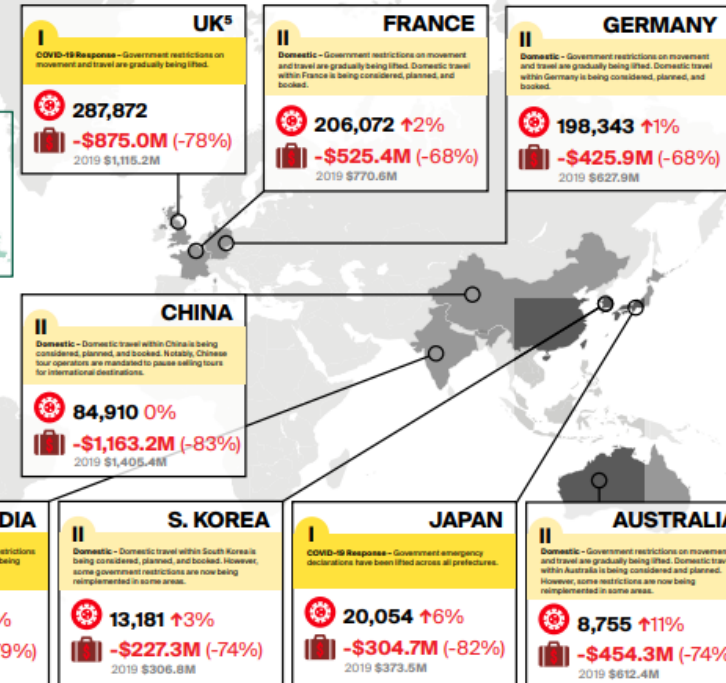 UK⁵
I
COVID-19 Response – Government restrictions on
movement and travel are gradually being lifted.
287,872
-$875.0M (-78%)
2019 $1,115.2M
FRANCE
II
Domestic – Government restrictions on movement
and travel are gradually being lifted. Domestic travel
within France is being considered, planned, and
booked.
206,072 ↑2%
-$525.4M (-68%)
2019 $770.6M
GERMANY
II
Domestic – Government restrictions on movement
and travel are gradually being lifted. Domestic travel
within Germany is being considered, planned, and
booked.
198,343 ↑1%
-$425.9M (-68%)
2019 $627.9M
CHINA
II
Domestic – Domestic travel within China is being
considered, planned, and booked. Notably, Chinese
tour operators are mandated to pause selling tours
for international destinations.
84,910 0%
-$1,163.2M (-83%)
2019 $1,405.4M
DIA
strictions
being
%
9%)
S. KOREA
II
Domestic – Domestic travel within South Korea is
being considered, planned, and booked. However,
some government restrictions are now being
reimplemented in some areas.
13,181 ↑3%
-$227.3M (-74%)
2019 $306.8M
JAPAN
I
COVID-19 Response – Government emergency
declarations have been lifted across all prefectures.
20,054 ↑6%
-$304.7M (-82%)
2019 $373.5M
AUSTRALIA
II
Domestic – Government restrictions on movement
and travel are gradually being lifted. Domestic trav
within Australia is being considered and planned.
However, some restrictions are now being
reimplemented in some areas.
8,755 ↑11%
-$454.3M (-74%
2019 $612.4M